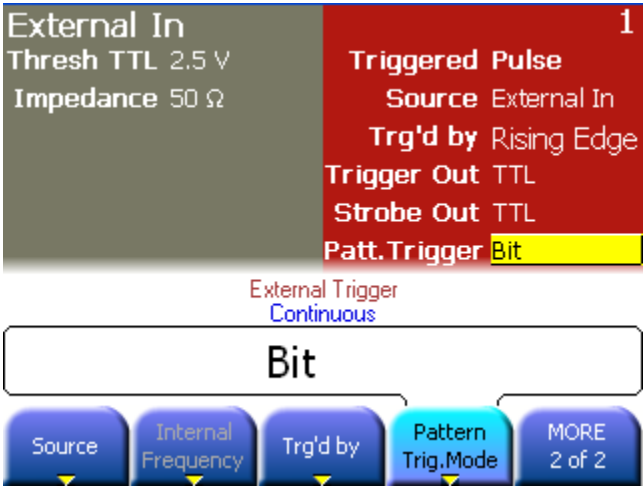 External In
Thresh TTL 2.5 V
Impedance 50 Ω
1
Triggered Pulse
Source External In
Trg'd by Rising Edge
Trigger Out TTL
Strobe Out TTL
Patt.Trigger Bit
External Trigger
Continuous
Bit
Source
Internal
Frequency
Trg'd by
Pattern
Trig.Mode
MORE
2 of 2